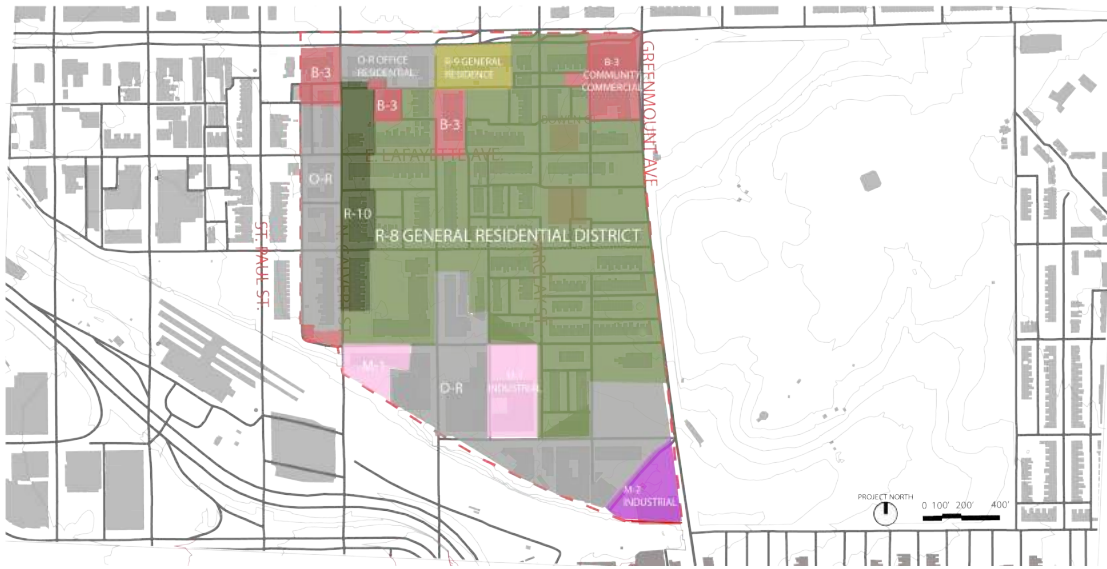 B-3
O-R OFFICE
RESIDENTIAL
R-9 GENERAL
RESIDENCE
B-3
COMMUNITY
COMMERCIAL
GREENMOUNT AVE
B-3
B-3
E. LAFAYETTE AVE.
O-R
R-10
R-8 GENERAL RESIDENTIAL DISTRICT
ST. PAUL ST.
M-1
O-R
INDUSTRIAL
M-2
INDUSTRIAL
PROJECT NORTH
0 100' 200' 400'